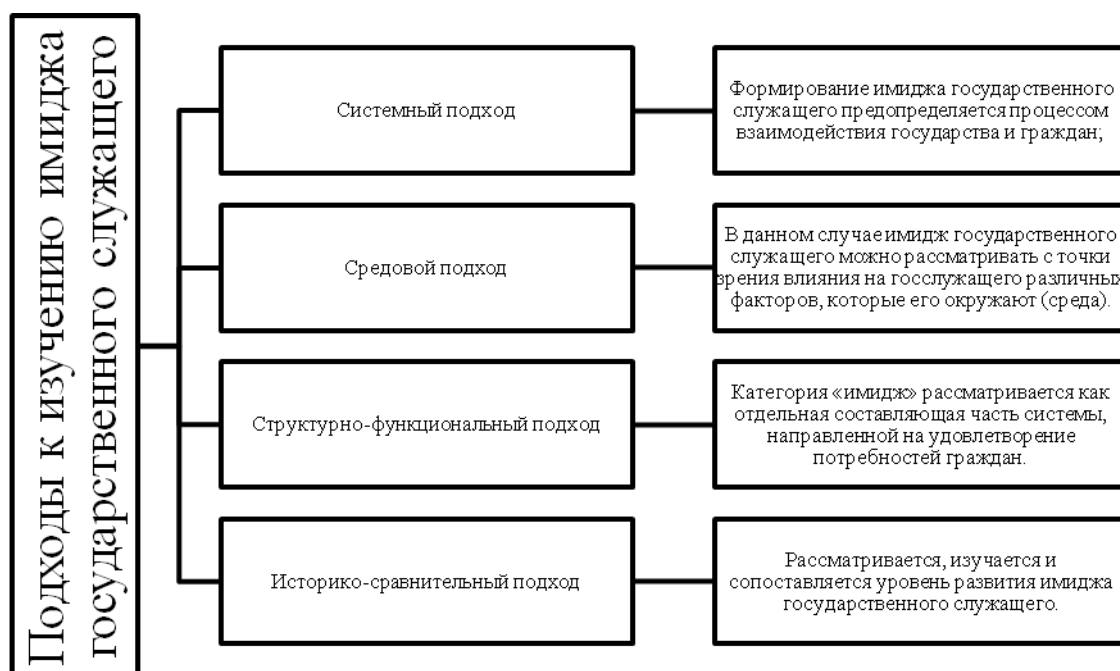 Подходы к изучению имиджа
государственного служащего
Системный подход
Формирование имиджа государственного
служащего предопределяется процессом
взаимодействия государства и граждан;
Средовой подход
В данном случае имидж государственного
служащего можно рассматривать с точки
зрения влияния на госслужащего различных
факторов, которые его окружают (среда).
Структурно-функциональный подход
Категория «имидж» рассматривается как
отдельная составляющая часть системы,
направленной на удовлетворение
потребностей граждан.
Историко-сравнительный подход
Рассматривается, изучается и
сопоставляется уровень развития имиджа
государственного служащего.